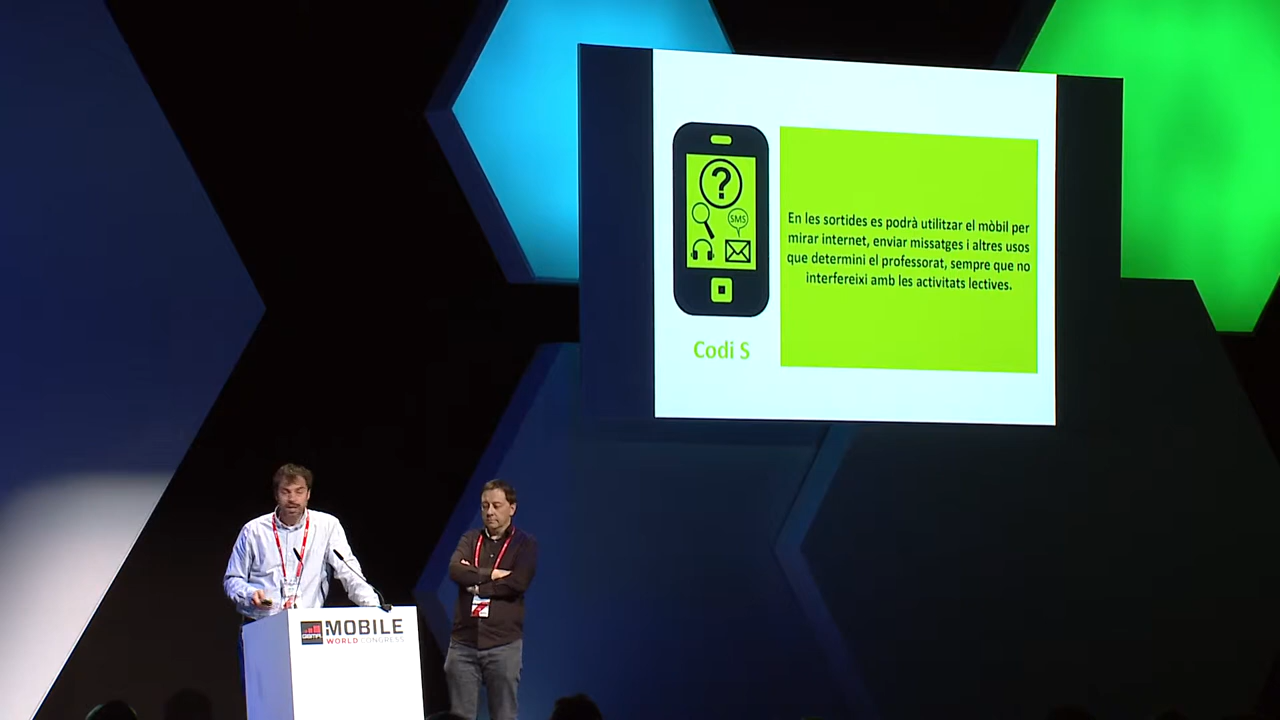 ?
SMS
Codi S
En les sortides es podrà utilitzar el mòbil per
mirar internet, enviar missatges i altres usos
que determini el professorat, sempre que no
interfereixi amb les activitats lectives.
GSMA
MOBILE
WORLD CONGRESS